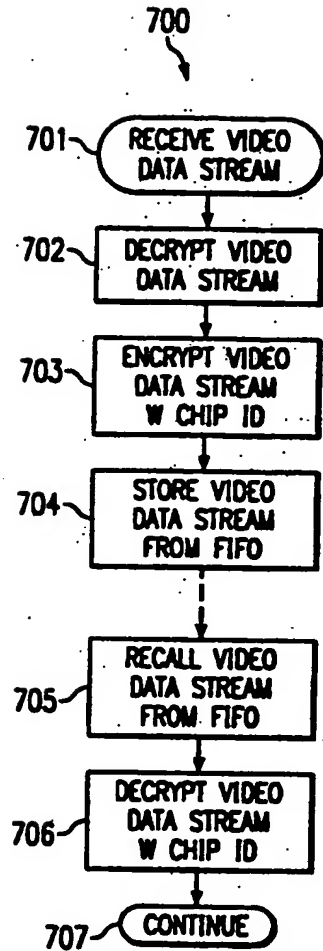 700
701
RECEIVE VIDEO
DATA STREAM
702
DECRYPT VIDEO
DATA STREAM
703
ENCRYPT VIDEO
DATA STREAM
W CHIP ID
704
STORE VIDEO
DATA STREAM
FROM FIFO
705
RECALL VIDEO
DATA STREAM
FROM FIFO
706
DECRYPT VIDEO
DATA STREAM
W CHIP ID
707
CONTINUE